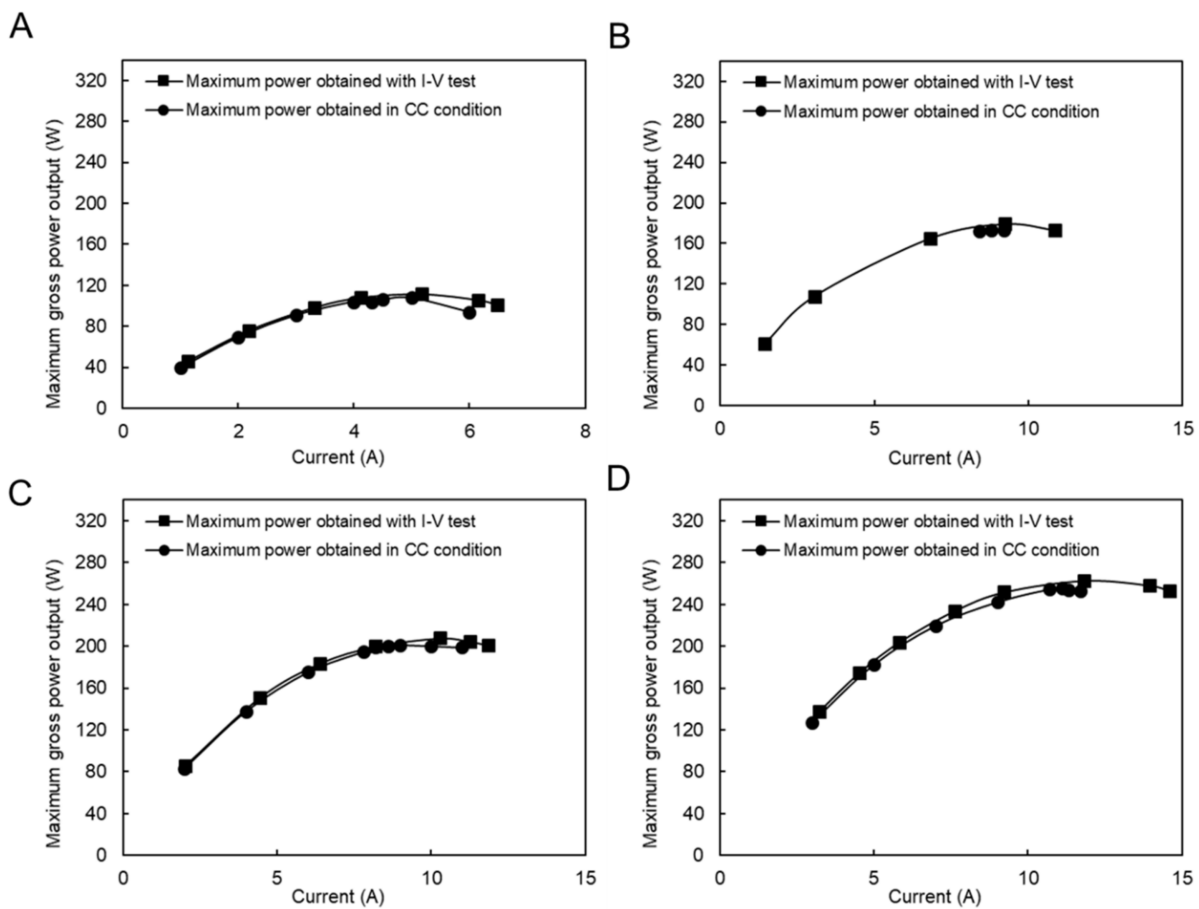 A
Maximum gross power output (W)
320
280
240
200
160
120
80
40
0
Maximum power obtained with I-V test
Maximum power obtained in CC condition
0 2 4 6 8
Current (A)
B
Maximum gross power output (W)
320
280
240
200
160
120
80
40
0
Maximum power obtained with I-V test
Maximum power obtained in CC condition
0 5 10 15
Current (A)
C
Maximum gross power output (W)
320
280
240
200
160
120
80
40
0
Maximum power obtained with I-V test
Maximum power obtained in CC condition
0 5 10 15
Current (A)
D
Maximum gross power output (W)
320
280
240
200
160
120
80
40
0
Maximum power obtained with I-V test
Maximum power obtained in CC condition
0 5 10 15
Current (A)